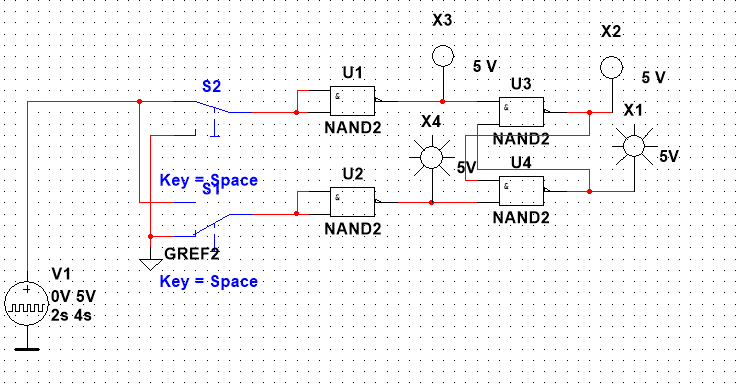 X3
X2
5 V
5 V
S2
U1
U3
&
&
NAND2
X4
NAND2
X1
5V
5V
Key = Space
S1
U2
U4
&
&
NAND2
NAND2
GREF2
Key = Space
V1
+
0V 5V
2s 4s